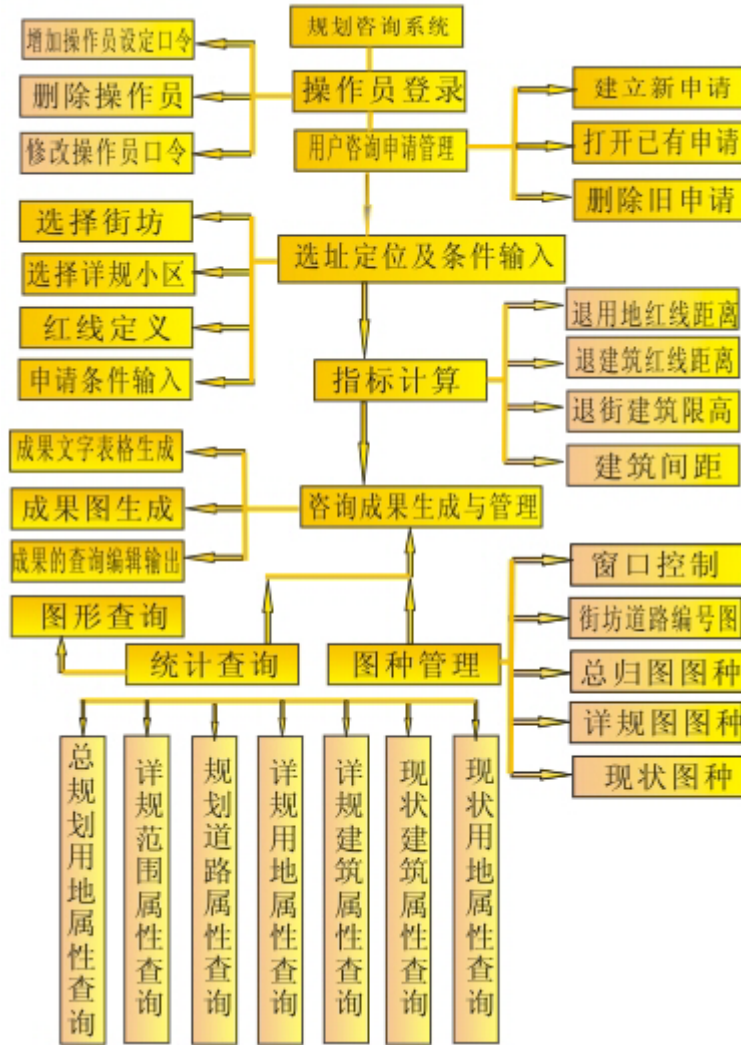 规划咨询系统
增加操作员设定口令
操作员登录
删除操作员
修改操作员口令
用户咨询申请管理
建立新申请
打开已有申请
删除旧申请
选址定位及条件输入
选择街坊
选择详规小区
红线定义
申请条件输入
指标计算
退用地红线距离
退建筑红线距离
退街建筑限高
建筑间距
咨询成果生成与管理
成果文字表格生成
成果图生成
成果的查询编辑输出
图形查询
统计查询
图种管理
窗口控制
街坊道路编号图
总归图图种
详规图图种
现状图种
总规划用地属性查询
详规范围属性查询
规划道路属性查询
详规用地属性查询
详规建筑属性查询
现状建筑属性查询
现状用地属性查询